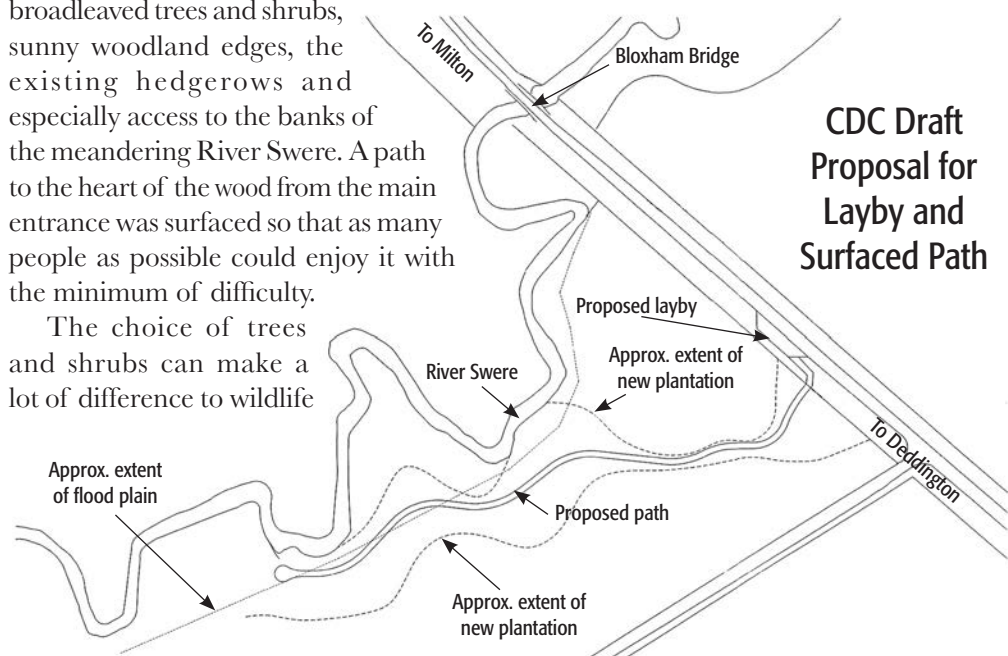 broadleaved trees and shrubs,
sunny woodland edges, the
existing hedgerows and
especially access to the banks of
the meandering River Swere. A path
to the heart of the wood from the main
entrance was surfaced so that as many
people as possible could enjoy it with
the minimum of difficulty.
The choice of trees
and shrubs can make a
lot of difference to wildlife
To Milton
Bloxham Bridge
CDC Draft
Proposal for
Layby and
Surfaced Path
Proposed layby
Approx. extent of
new plantation
River Swere
To Deddington
Approx. extent
of flood plain
Proposed path
Approx. extent of
new plantation